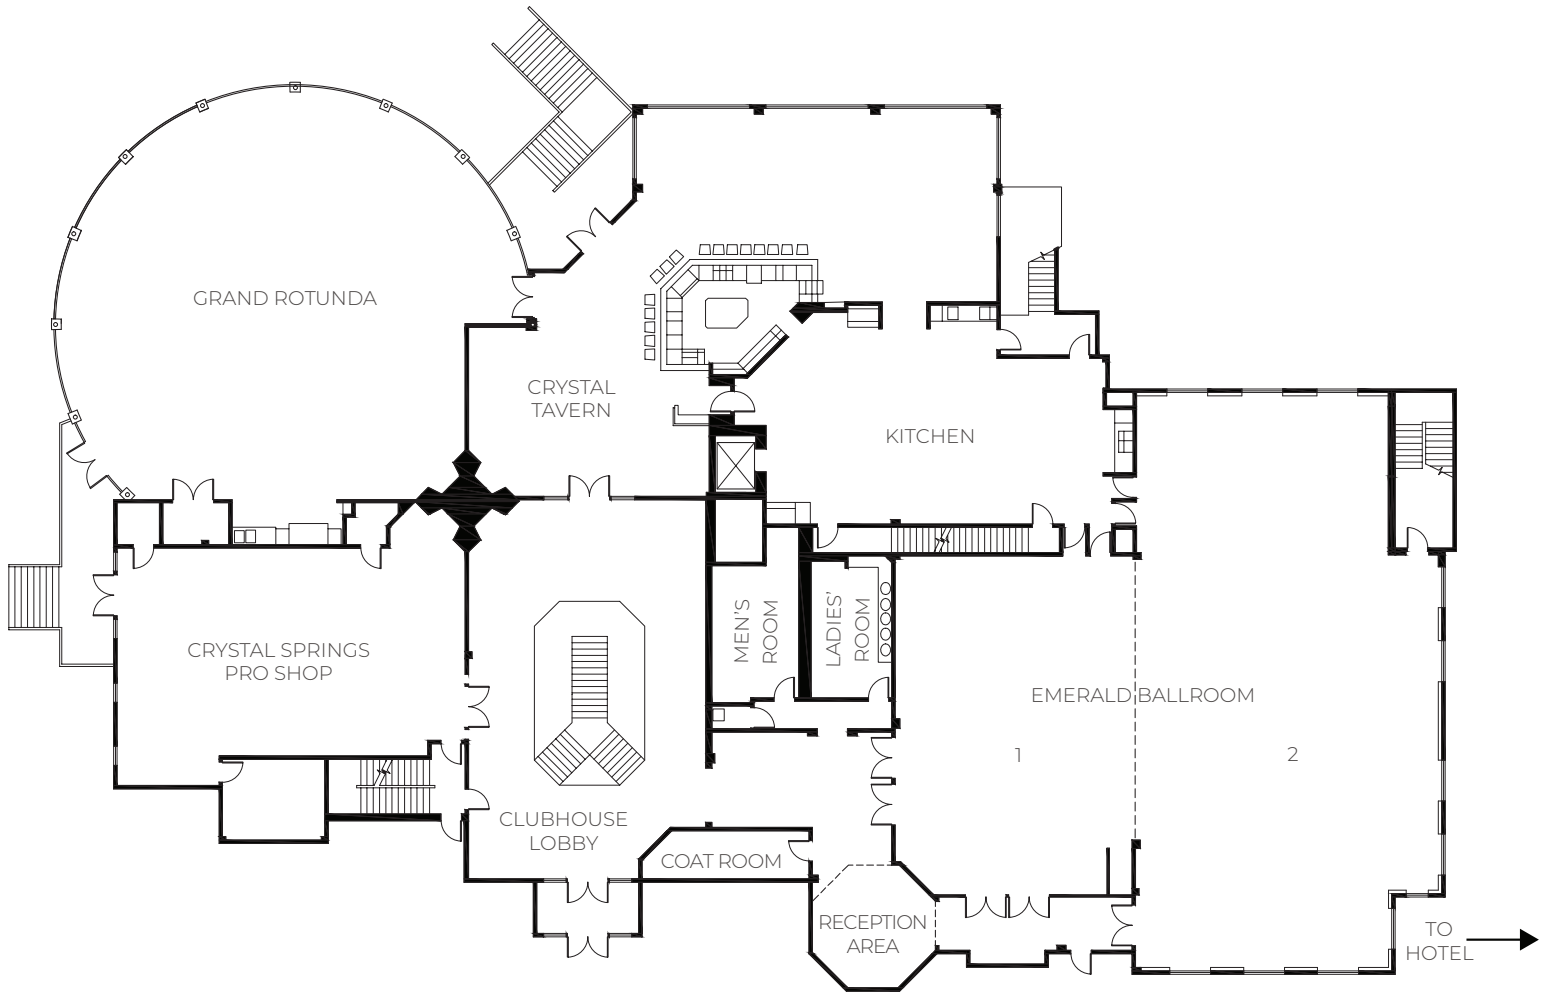 GRAND ROTUNDA
CRYSTAL
TAVERN
KITCHEN
MEN'S
ROOM
LADIES'
ROOM
CRYSTAL SPRINGS
PRO SHOP
EMERALD BALLROOM
1
2
CLUBHOUSE
LOBBY
COAT ROOM
RECEPTION
AREA
TO
HOTEL